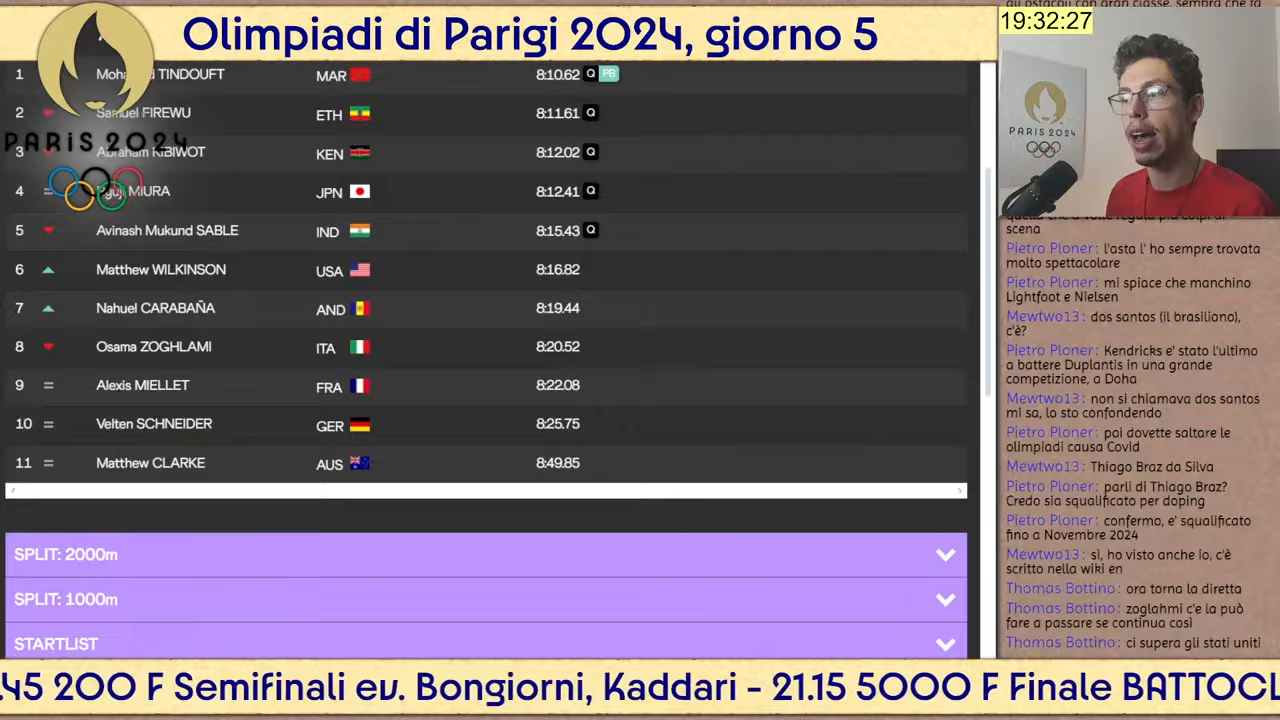 Olimpiadi di Parigi 2024, giorno 5
19:32:27
PARIS 2024
PARIS 2024
1 TINDOUFT MAR 8:10.62 Q PB
2 Samuel FIREWU ETH 8:11.61 Q
3 Abraham KIBIWOT KEN 8:12.02 Q
4 = MIURA JPN 8:12.41 Q
5 Avinash Mukund SABLE IND 8:15.43 Q
6 Matthew WILKINSON USA 8:16.82
7 Nahuel CARABAÑA AND 8:19.44
8 Osama ZOGHLAMI ITA 8:20.52
9 = Alexis MIELLET FRA 8:22.08
10 = Velten SCHNEIDER GER 8:25.75
11 = Matthew CLARKE AUS 8:49.85
SPLIT: 2000m
SPLIT: 1000m
STARTLIST
scena
Pietro Ploner: l'asta l' ho sempre trovata
molto spettacolare
Pietro Ploner: mi spiace che manchino
Lightfoot e Nielsen
Mewtwo13: dos santos (il brasiliano),
c'è?
Pietro Ploner: Kendricks e' stato l'ultimo
a battere Duplantis in una grande
competizione, a Doha
Mewtwo13: non si chiamava dos santos
mi sa, lo sto confondendo
Pietro Ploner: poi dovette saltare le
olimpiadi causa Covid
Mewtwo13: Thiago Braz da Silva
Pietro Ploner: parli di Thiago Braz?
Credo sia squalificato per doping
Pietro Ploner: confermo, e' squalificato
fino a Novembre 2024
Mewtwo13: sì, ho visto anche io, c'è
scritto nella wiki en
Thomas Bottino: ora torna la diretta
Thomas Bottino: zoglahmi c'e la può
fare a passare se continua così
Thomas Bottino: ci supera gli stati uniti
.45 200 F Semifinali ev. Bongiorni, Kaddari - 21.15 5000 F Finale BATTOCL